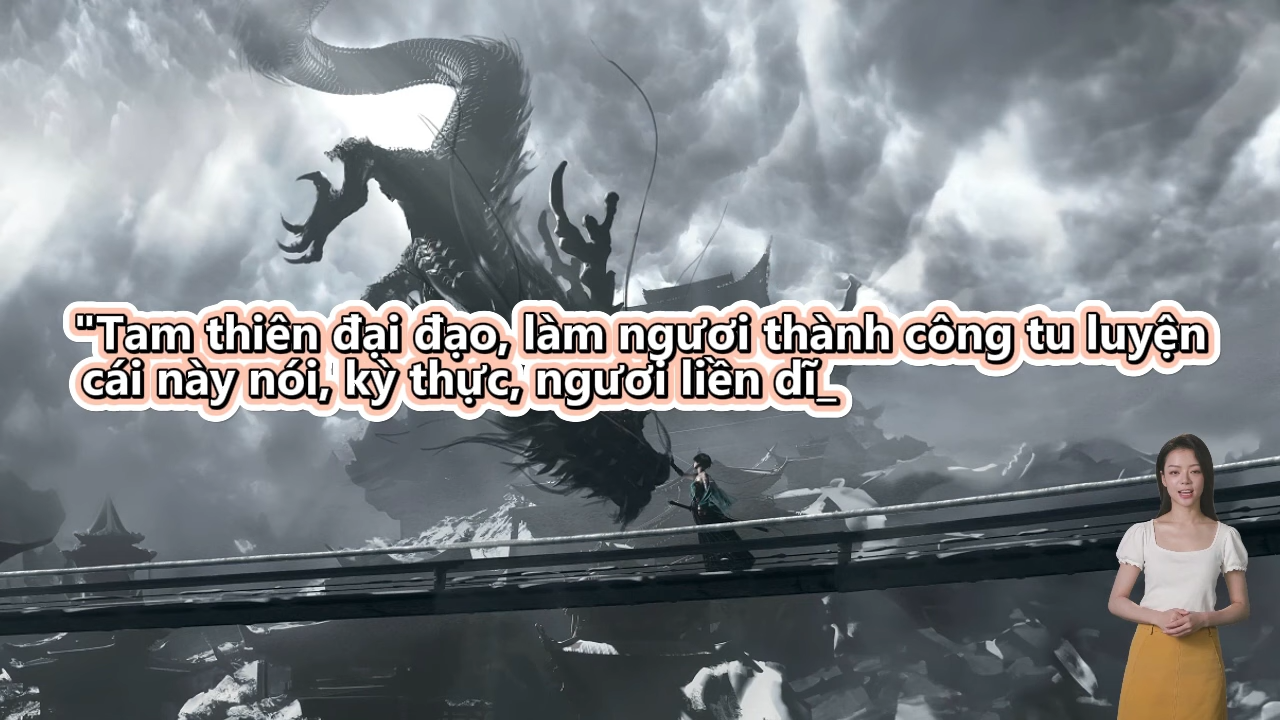 "Tam thiên đại đạo, làm ngươi thành công tu luyện
cái này nói, kỳ thực, ngươi liền dĩ_